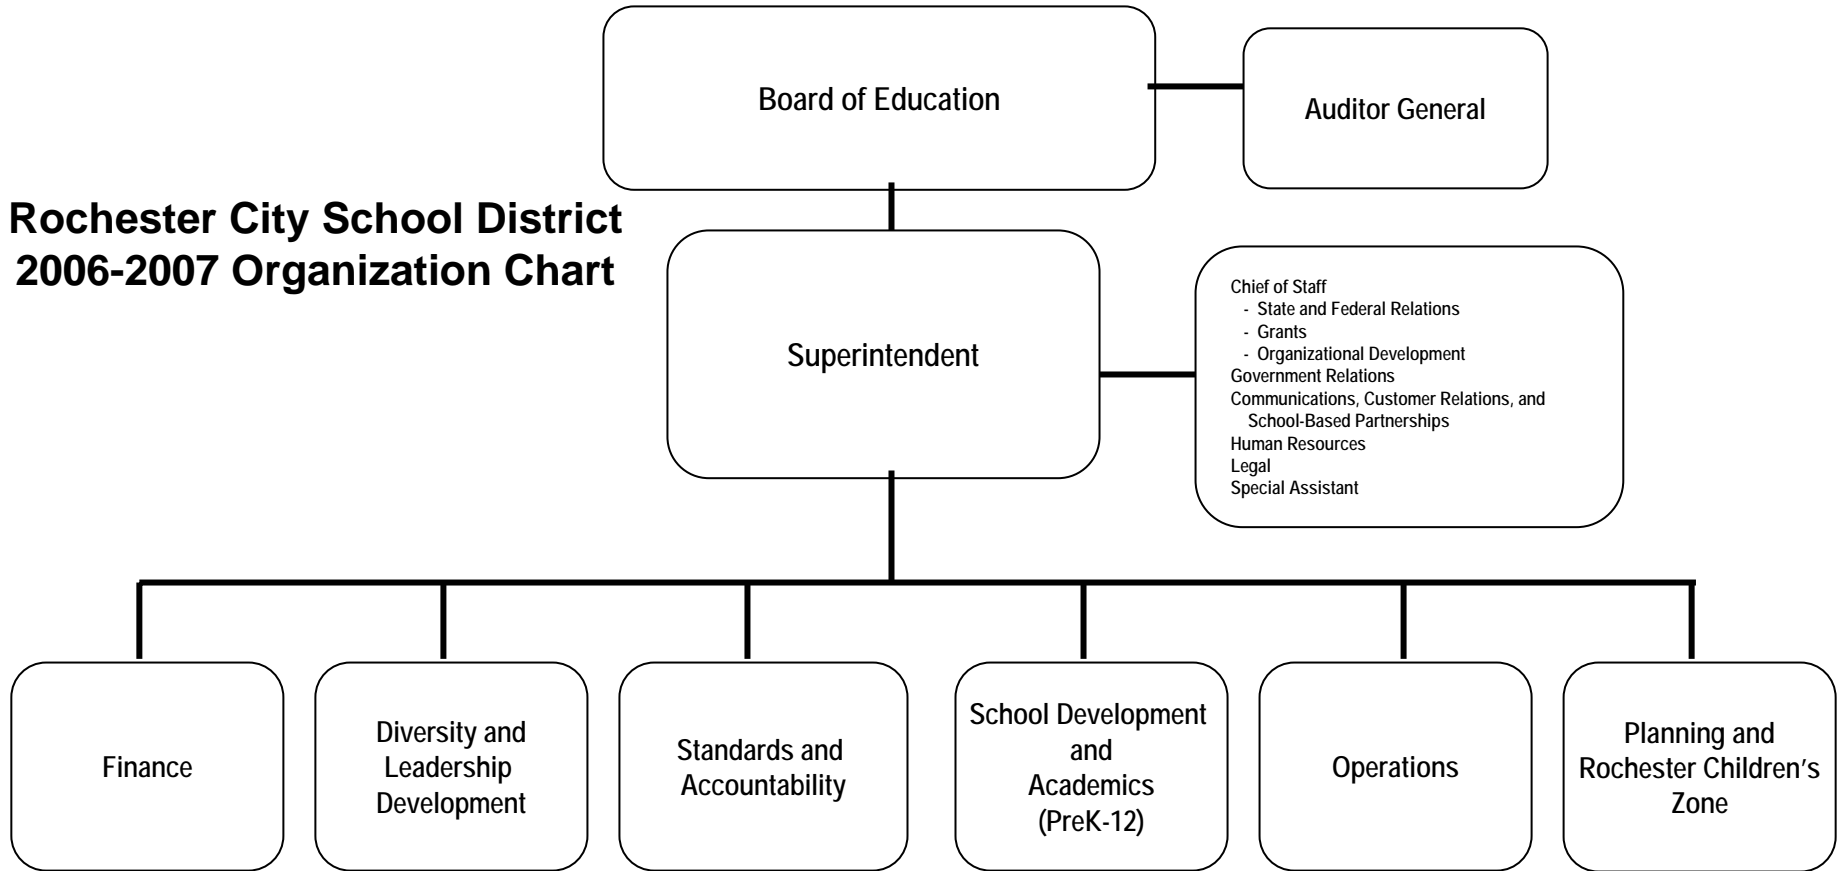 Board of Education
Auditor General
Rochester City School District
2006-2007 Organization Chart
Superintendent
Chief of Staff
- State and Federal Relations
- Grants
- Organizational Development
Government Relations
Communications, Customer Relations, and
School-Based Partnerships
Human Resources
Legal
Special Assistant
Finance
Diversity and
Leadership
Development
Standards and
Accountability
School Development
and
Academics
(PreK-12)
Operations
Planning and
Rochester Children's
Zone